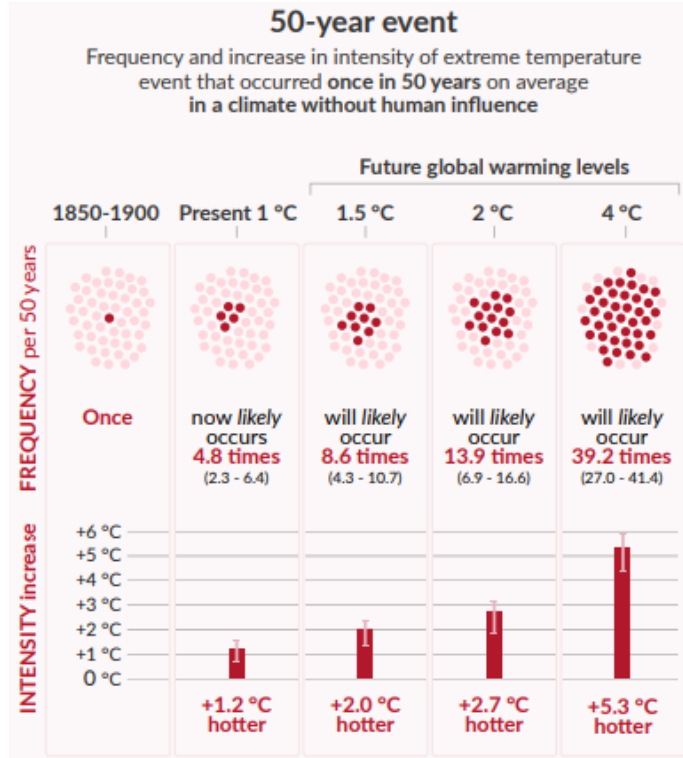 50-year event
Frequency and increase in intensity of extreme temperature
event that occurred once in 50 years on average
in a climate without human influence
Future global warming levels
1850-1900 Present 1 °C 1.5 °C 2 °C 4 °C
FREQUENCY per 50 years
Once
now likely
occurs
4.8 times
(2.3 - 6.4)
will likely
occur
8.6 times
(4.3 - 10.7)
will likely
occur
13.9 times
(6.9 - 16.6)
will likely
occur
39.2 times
(27.0 - 41.4)
INTENSITY increase
+6 °C
+5 °C
+4 °C
+3 °C
+2 °C
+1 °C
0 °C
+1.2 °C
hotter
+2.0 °C
hotter
+2.7 °C
hotter
+5.3 °C
hotter